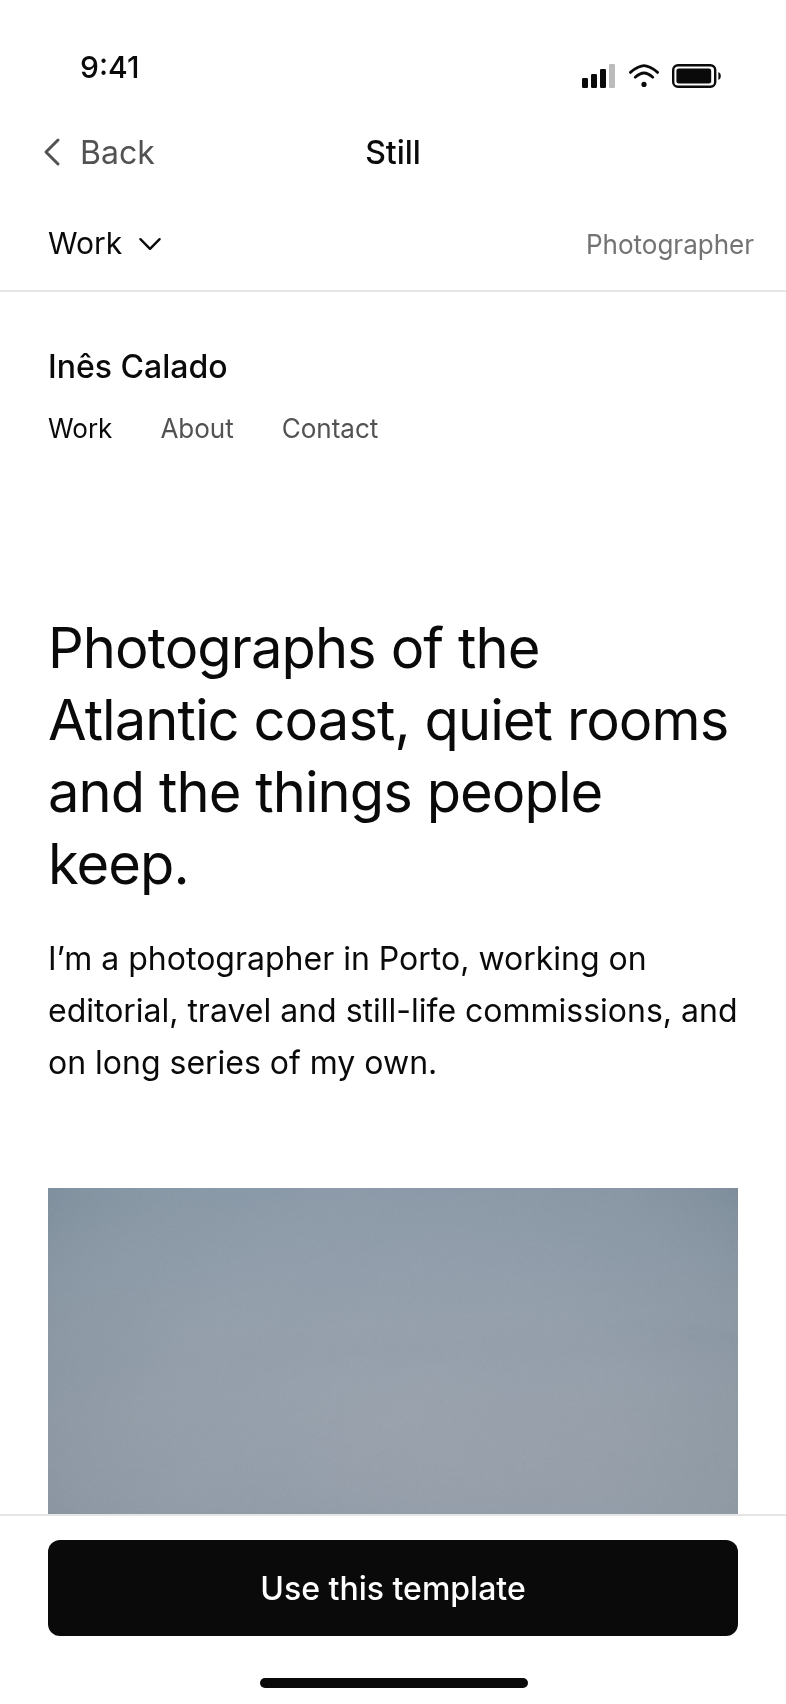 9:41
Back
Still
Work
Photographer
Inês Calado
Work About Contact
Photographs of the
Atlantic coast, quiet rooms
and the things people
keep.
I’m a photographer in Porto, working on
editorial, travel and still-life commissions, and
on long series of my own.
Use this template